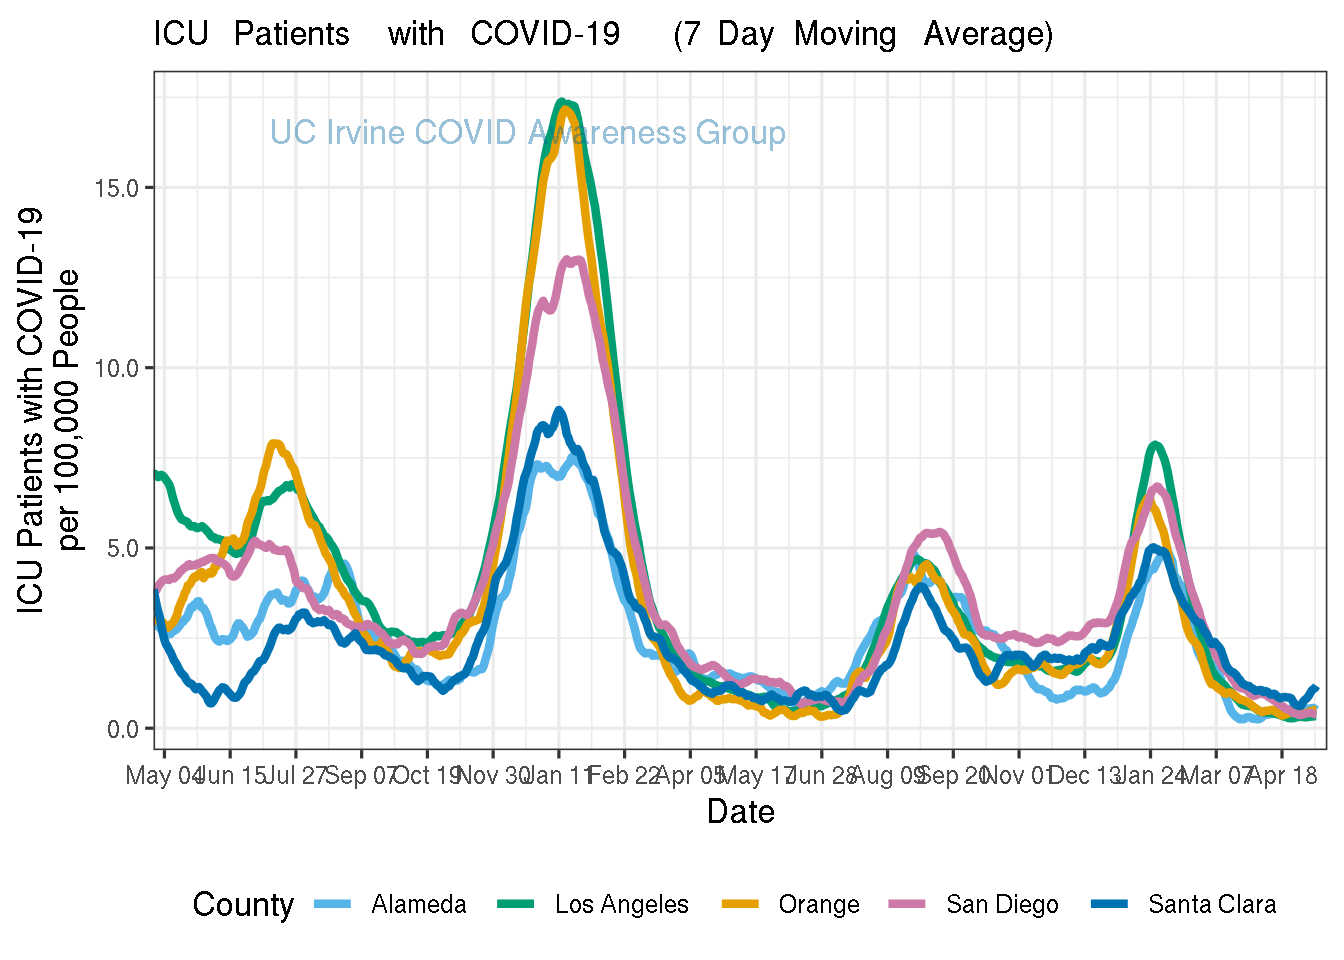 ICU Patients with COVID-19 (7 Day Moving Average)
UC Irvine COVID Awareness Group
ICU Patients with COVID-19
per 100,000 People
15.0
10.0
5.0
0.0
May 04 Jun 15 Jul 27 Sep 07 Oct 19 Nov 30 Jan 11 Feb 22 Apr 05 May 17 Jun 28 Aug 09 Sep 20 Nov 01 Dec 13 Jan 24 Mar 07 Apr 18
Date
County Alameda Los Angeles Orange San Diego Santa Clara